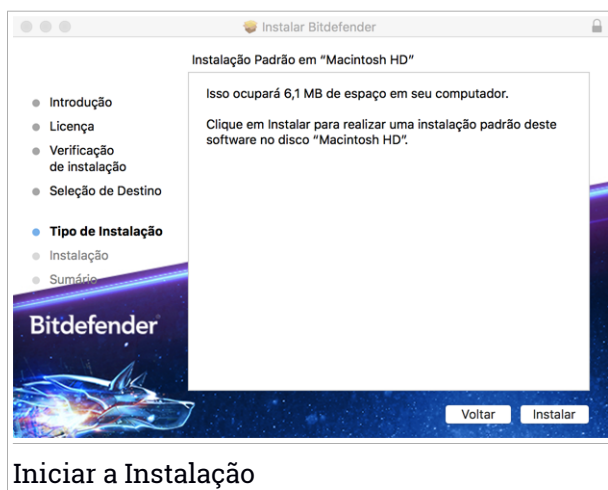 Instalar Bitdefender
Instalação Padrão em “Macintosh HD”
Introdução
Licença
Verificação
de instalação
Seleção de Destino
Tipo de Instalação
Instalação
Sumário
Bitdefender
Isso ocupará 6,1 MB de espaço em seu computador.
Clique em Instalar para realizar uma instalação padrão deste
software no disco “Macintosh HD”.
Voltar
Instalar
Iniciar a Instalação